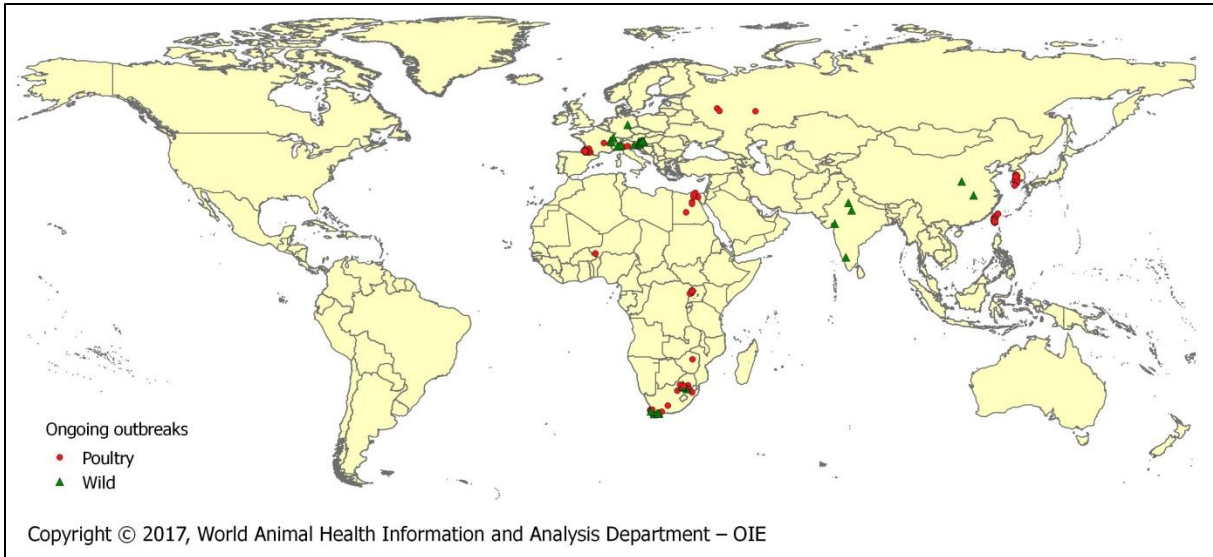 Ongoing outbreaks
Poultry
Wild
Copyright © 2017, World Animal Health Information and Analysis Department – OIE